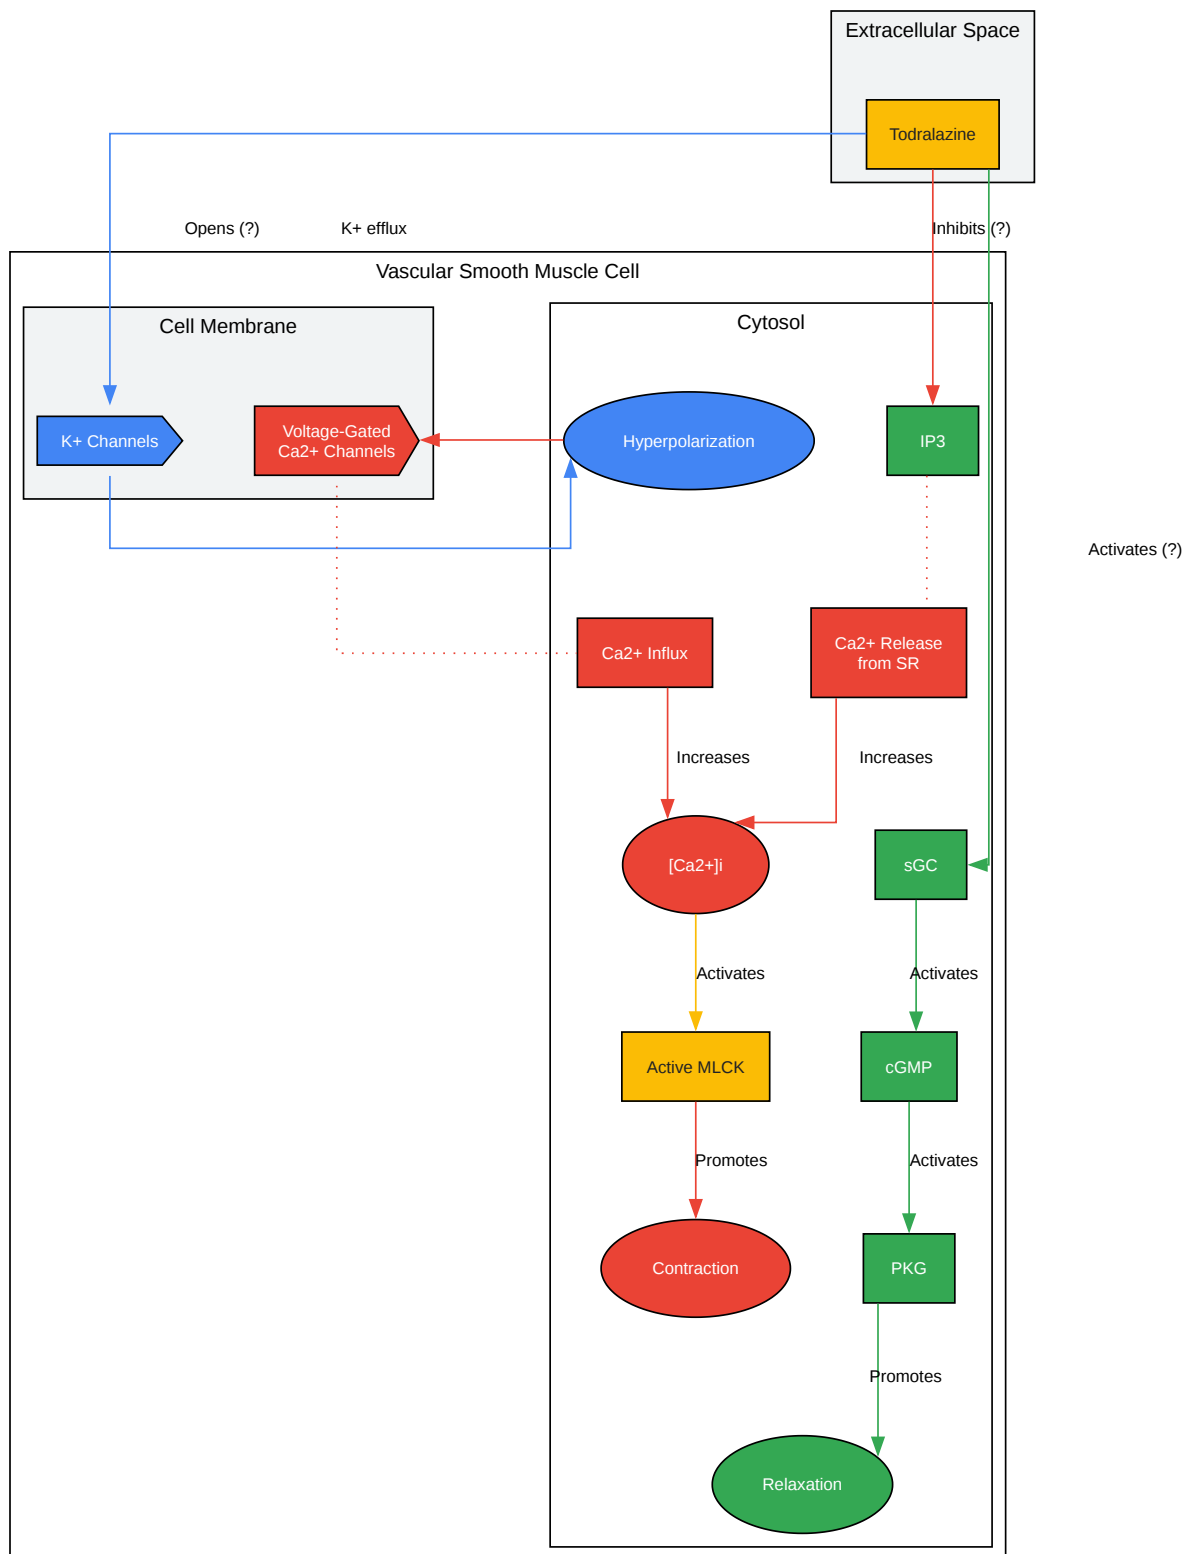 Extracellular Space
Todralazine
Opens (?)
K+ efflux
Inhibits (?)
Vascular Smooth Muscle Cell
Cell Membrane
Cytosol
K+ Channels
Voltage-Gated
Ca2+ Channels
Hyperpolarization
IP3
Activates (?)
Ca2+ Influx
Ca2+ Release
from SR
Increases
Increases
[Ca2+]i
sGC
Activates
Activates
Active MLCK
cGMP
Promotes
Activates
Contraction
PKG
Promotes
Relaxation